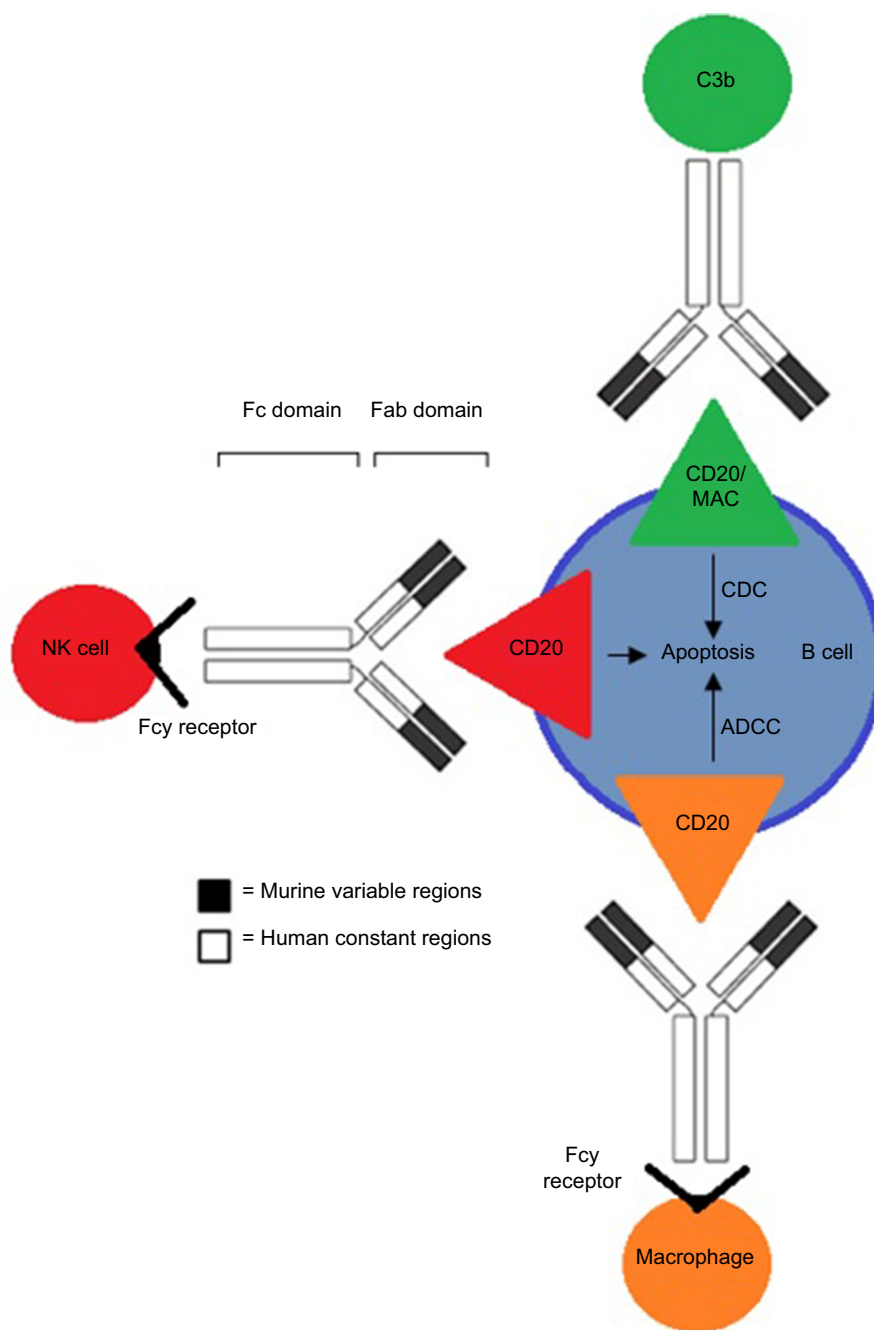 C3b
Fc domain
Fab domain
CD20/
MAC
CDC
NK cell
CD20
Apoptosis
B cell
Fcy receptor
ADCC
CD20
= Murine variable regions
= Human constant regions
Fcy
receptor
Macrophage